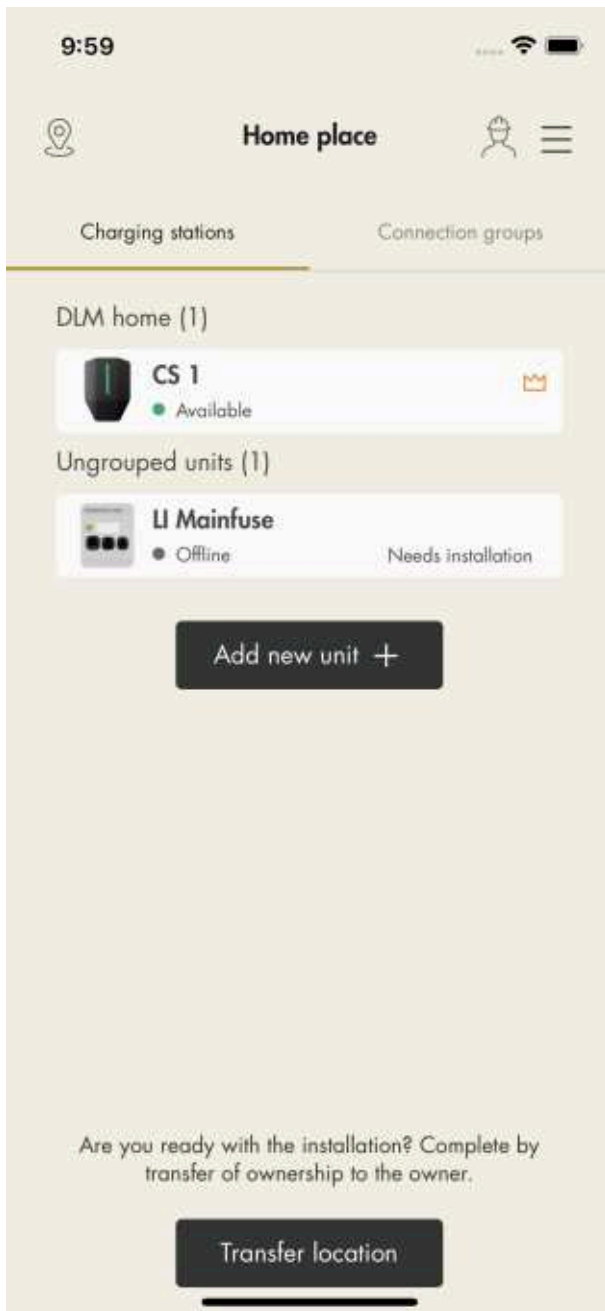 9:59
Home place
Charging stations
Connection groups
DLM home (1)
CS 1
Available
Ungrouped units (1)
LI Mainfuse
Offline
Needs installation
Add new unit +
Are you ready with the installation? Complete by
transfer of ownership to the owner.
Transfer location